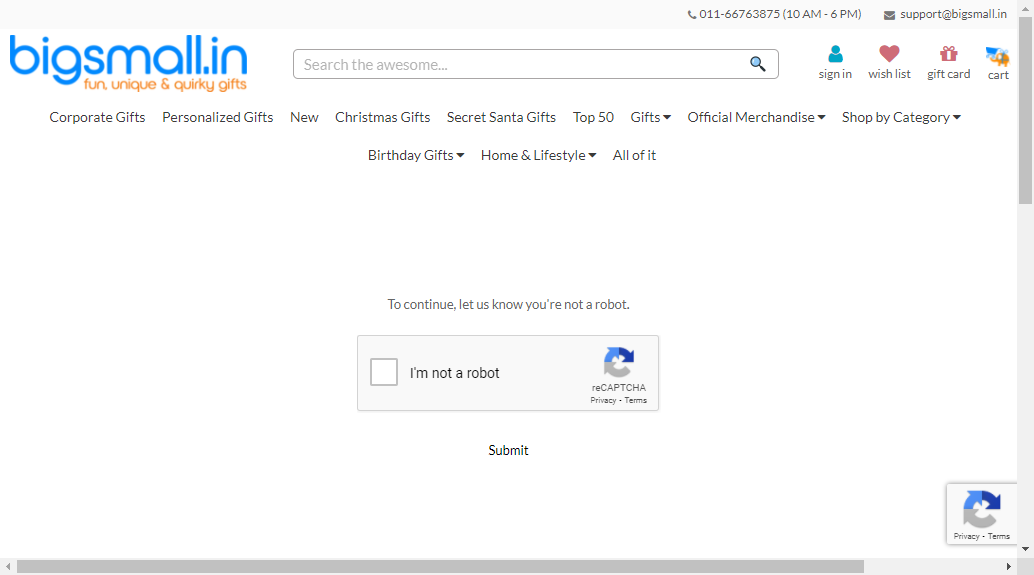 011-66763875 (10 AM - 6 PM) support@bigsmall.in
bigsmall.in
fun, unique & quirky gifts
Search the awesome...
sign in wish list gift card cart
Corporate Gifts Personalized Gifts New Christmas Gifts Secret Santa Gifts Top 50 Gifts Official Merchandise Shop by Category
Birthday Gifts Home & Lifestyle All of it
To continue, let us know you're not a robot.
I'm not a robot
reCAPTCHA
Privacy - Terms
Submit
Privacy - Terms